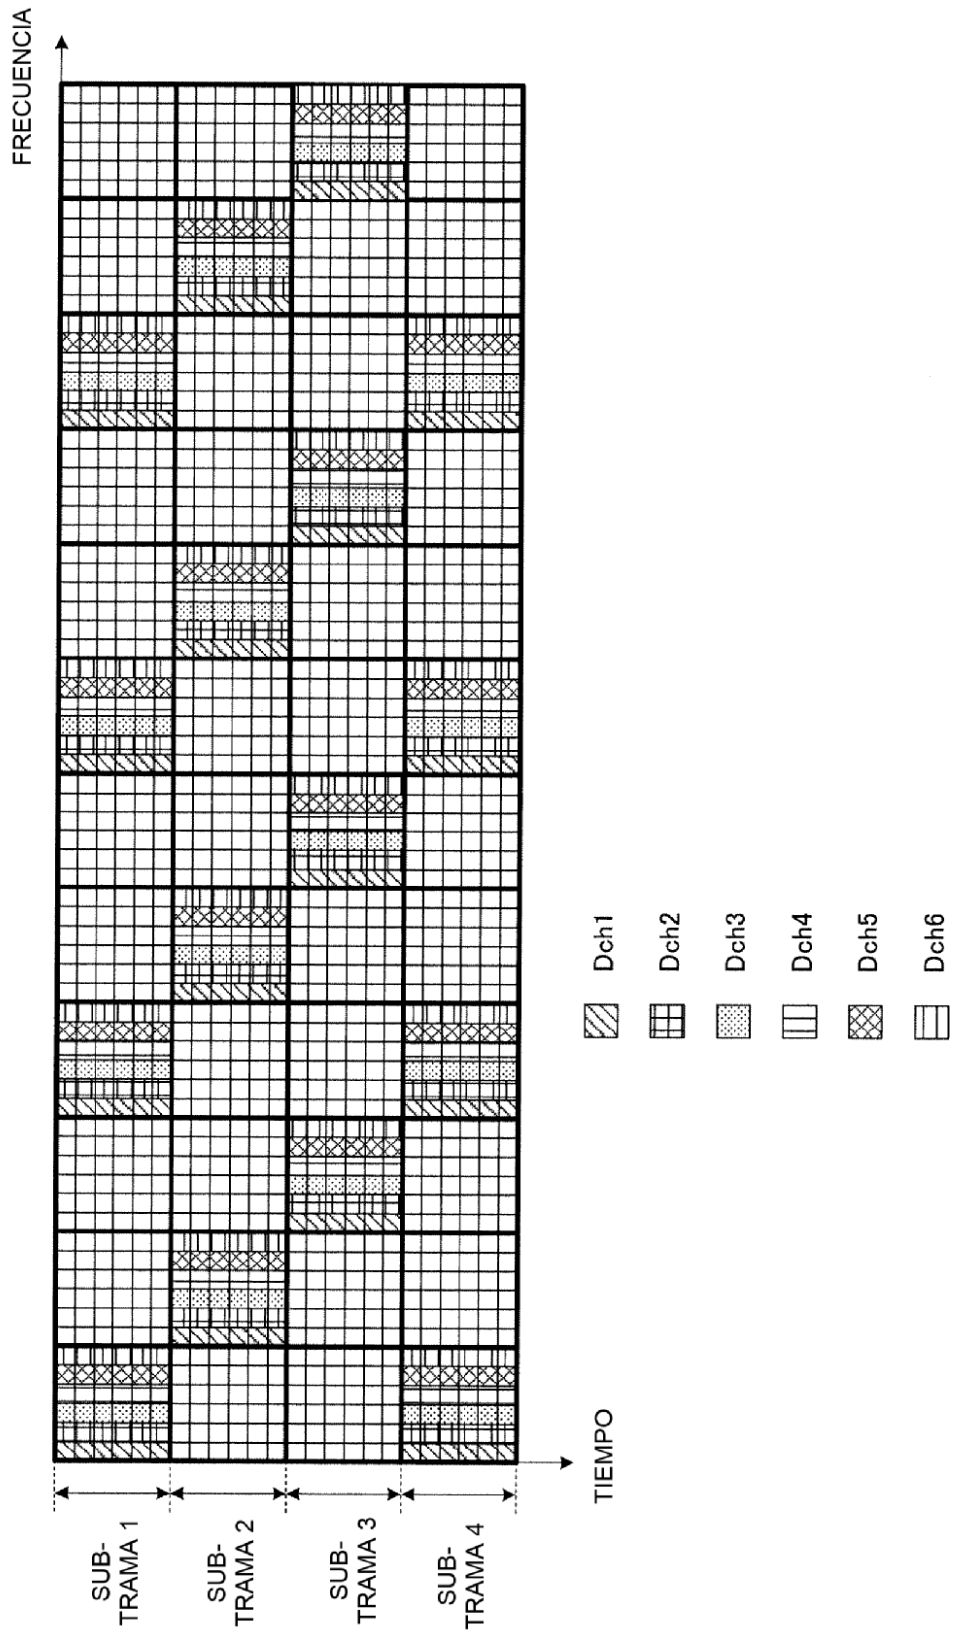 FRECUENCIA
SUB-
TRAMA 1
SUB-
TRAMA 2
SUB-
TRAMA 3
SUB-
TRAMA 4
TIEMPO
Dch1
Dch2
Dch3
Dch4
Dch5
Dch6